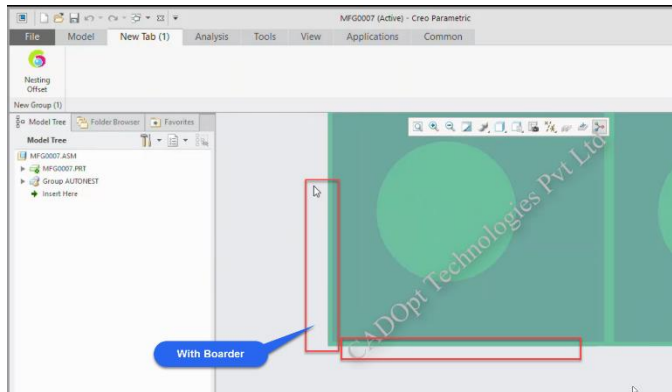 MFG0007 (Active) - Creo Parametric
File Model New Tab (1) Analysis Tools View Applications Common
Nesting
Offset
New Group (1)
Model Tree Folder Browser Favorites
Model Tree
MFG0007.ASM
MFG0007.PRT
Group AUTONEST
Insert Here
CADOpt Technologies Pvt Ltd
With Boarder